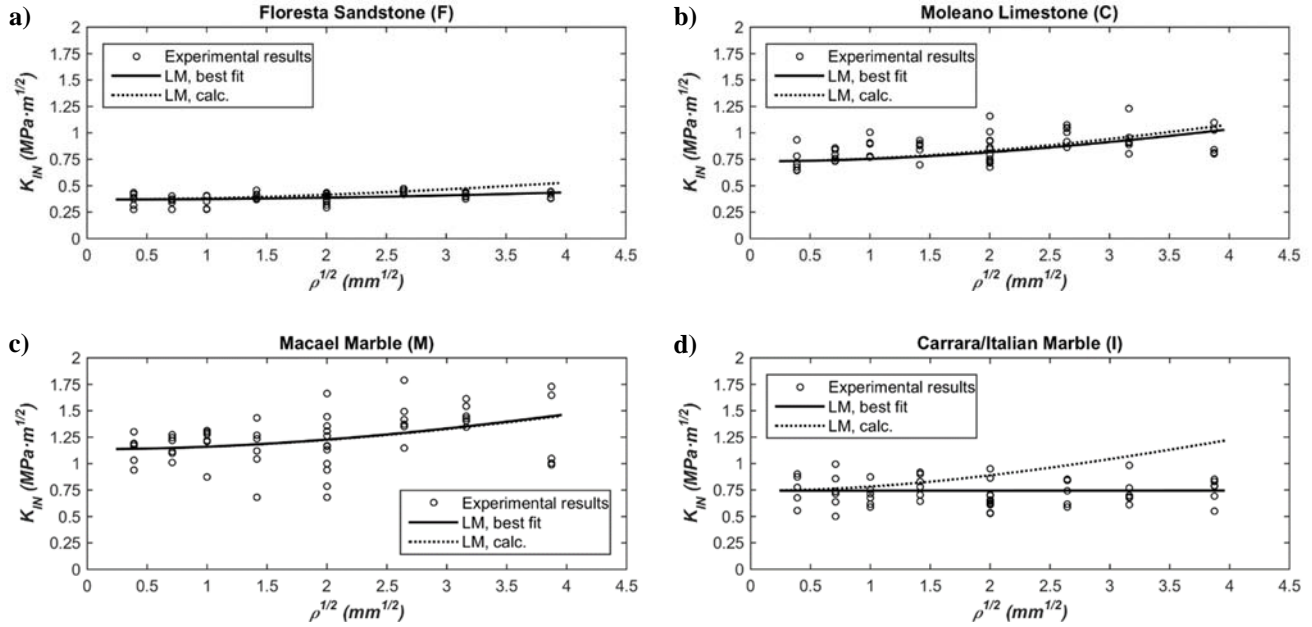 a)
Floresta Sandstone (F)
K_IN (MPa·m^1/2)
2
1.75
1.5
1.25
1
0.75
0.5
0.25
0
Experimental results
LM, best fit
LM, calc.
0 0.5 1 1.5 2 2.5 3 3.5 4 4.5
ρ^1/2 (mm^1/2)
b)
Moleano Limestone (C)
K_IN (MPa·m^1/2)
2
1.75
1.5
1.25
1
0.75
0.5
0.25
0
Experimental results
LM, best fit
LM, calc.
0 0.5 1 1.5 2 2.5 3 3.5 4 4.5
ρ^1/2 (mm^1/2)
c)
Macael Marble (M)
K_IN (MPa·m^1/2)
2
1.75
1.5
1.25
1
0.75
0.5
0.25
0
Experimental results
LM, best fit
LM, calc.
0 0.5 1 1.5 2 2.5 3 3.5 4 4.5
ρ^1/2 (mm^1/2)
d)
Carrara/Italian Marble (I)
K_IN (MPa·m^1/2)
2
1.75
1.5
1.25
1
0.75
0.5
0.25
0
Experimental results
LM, best fit
LM, calc.
0 0.5 1 1.5 2 2.5 3 3.5 4 4.5
ρ^1/2 (mm^1/2)